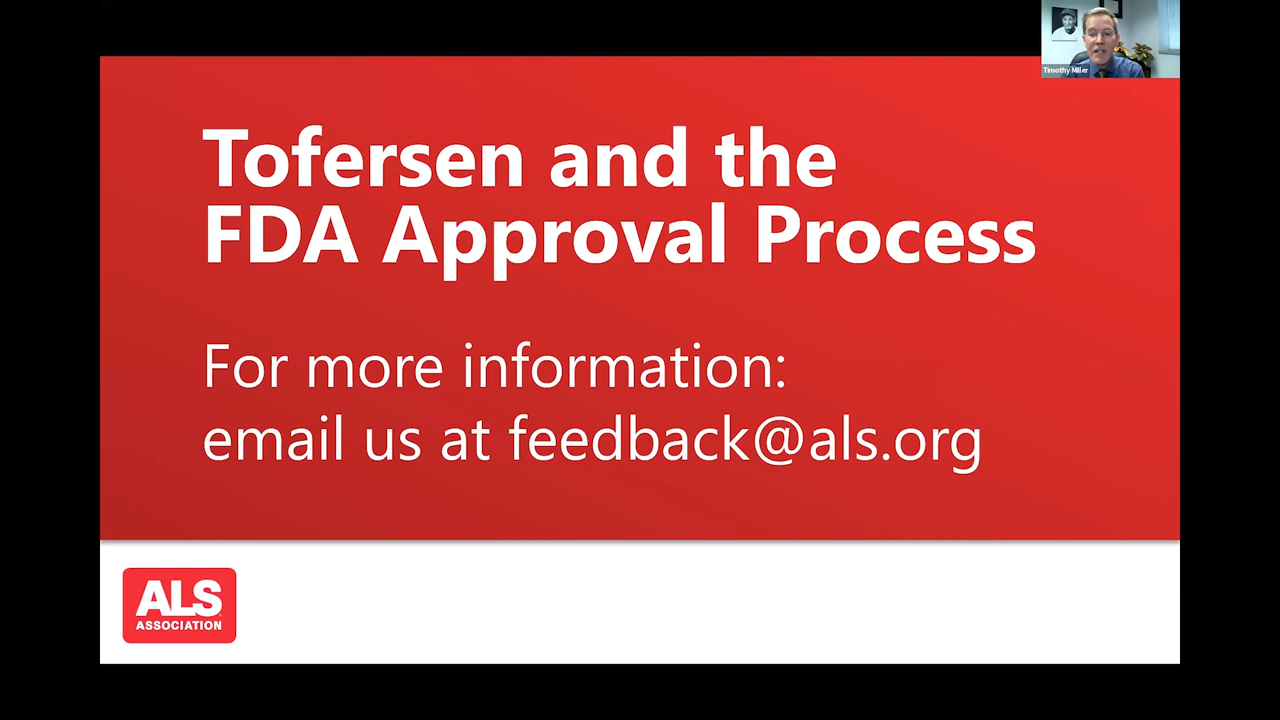 Timothy Miller
Tofersen and the
FDA Approval Process
For more information:
email us at feedback@als.org
ALS
ASSOCIATION